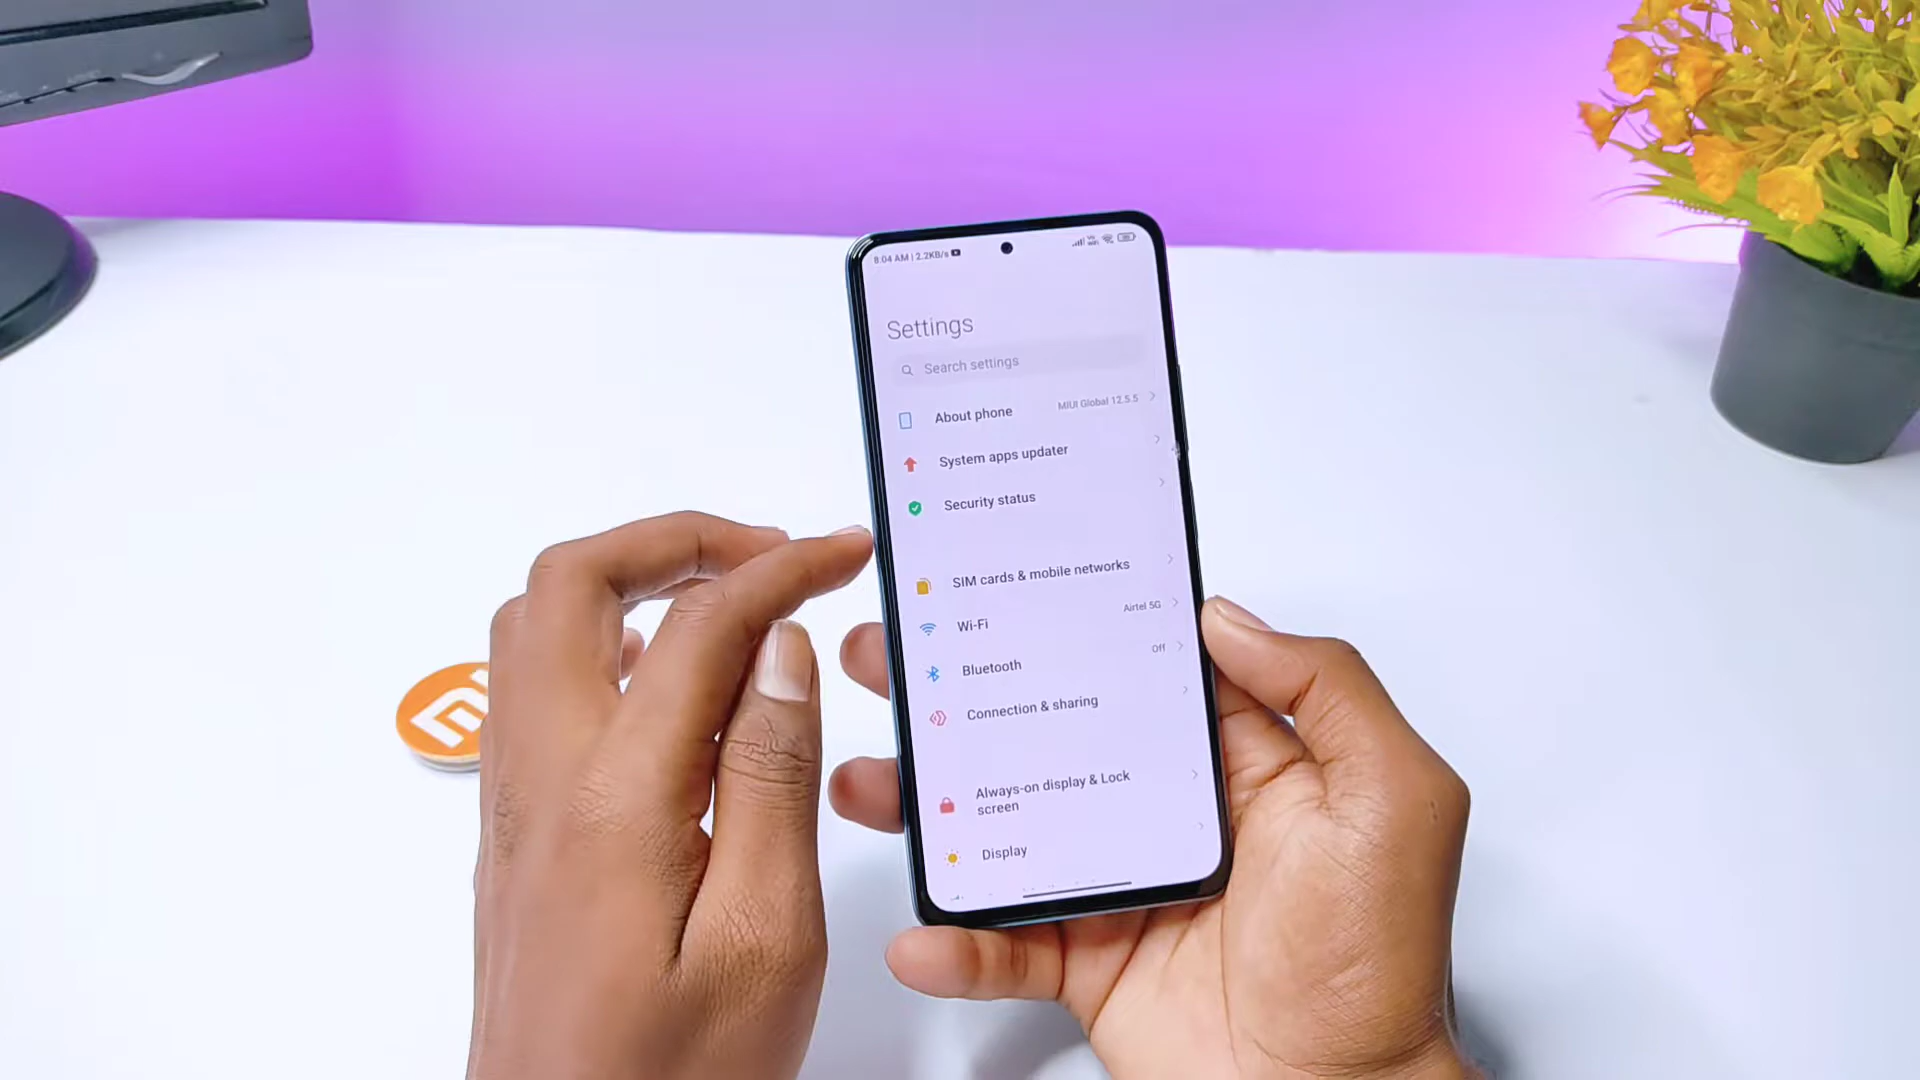 8:04 AM | 2.2KB/s
Settings
Search settings
About phone
MIUI Global 12.5.5
System apps updater
Security status
SIM cards & mobile networks
Wi-Fi
Airtel 5G
Bluetooth
Off
Connection & sharing
Always-on display & Lock
screen
Display